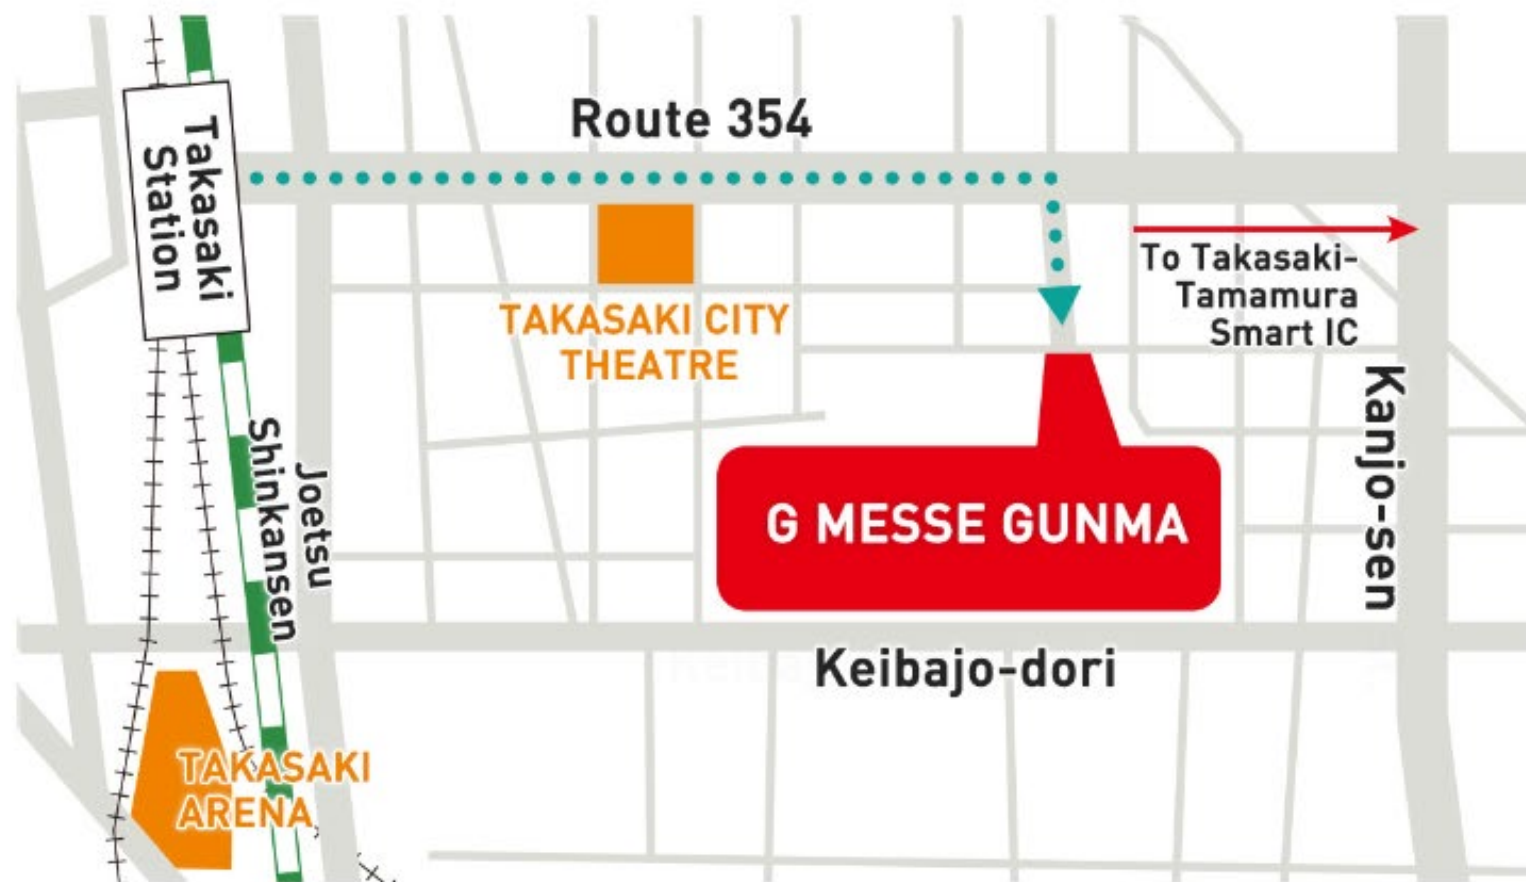 Route 354
Takasaki
Station
To Takasaki-
Tamamura
Smart IC
TAKASAKI CITY
THEATRE
Kanjo-sen
Joetsu
Shinkansen
G MESSE GUNMA
Keibajo-dori
TAKASAKI
ARENA